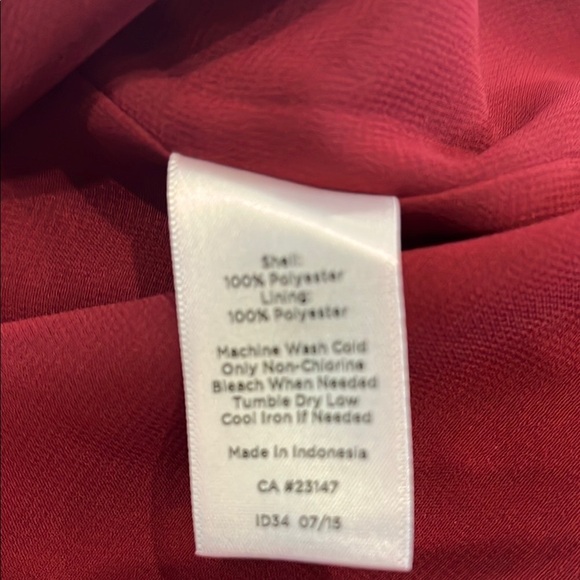 Shell:
100% Polyester
Lining:
100% Polyester
Machine Wash Cold
Only Non-Chlorine
Bleach When Needed
Tumble Dry Low
Cool Iron If Needed
Made In Indonesia
CA #23147
ID34 07/15